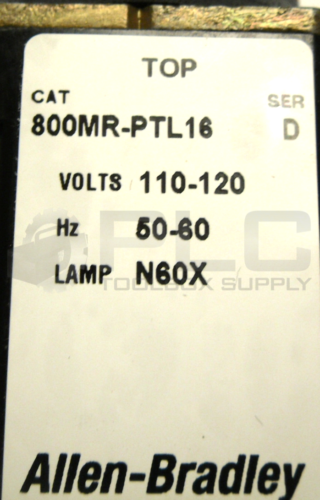 TOP
CAT SER
800MR-PTL16 D
VOLTS 110-120
Hz 50-60
PLC
TOOLBOX SUPPLY
LAMP N60X
Allen-Bradley